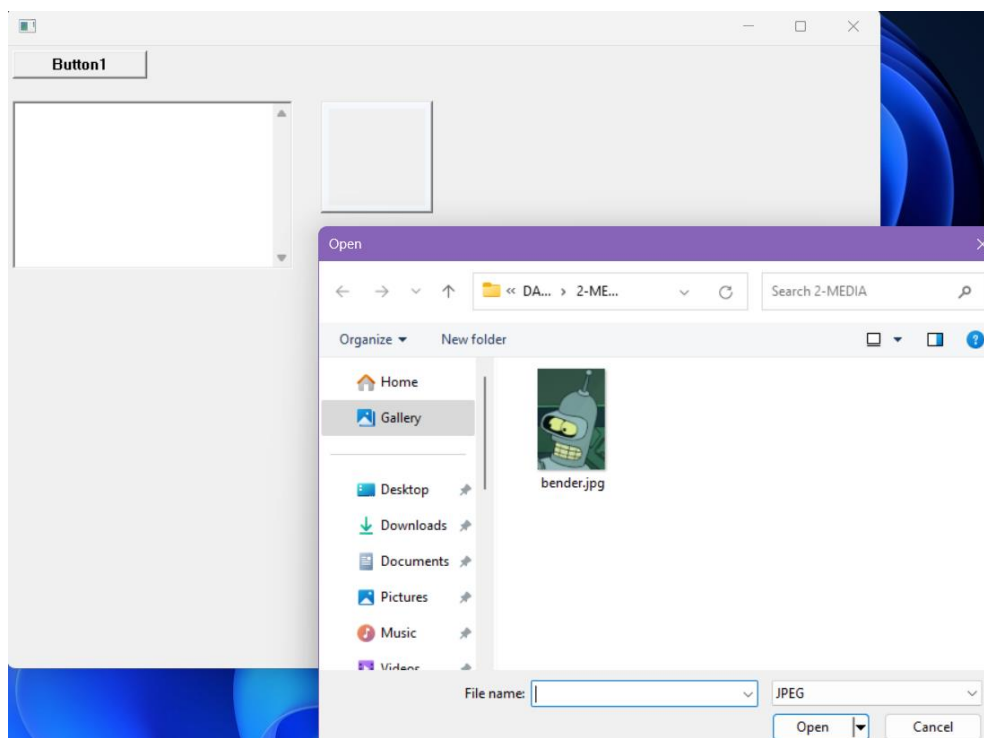 Button1
Open
« DA... › 2-ME...
Search 2-MEDIA
Organize
New folder
Home
Gallery
Desktop
Downloads
Documents
Pictures
Music
Videos
bender.jpg
File name:
JPEG
Open
Cancel